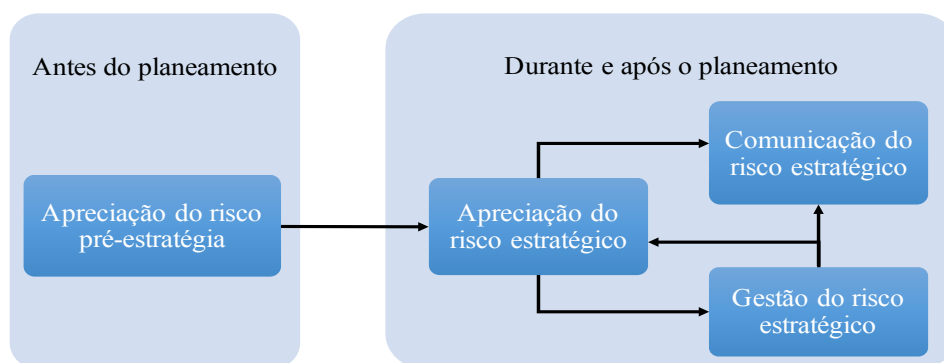 Antes do planeamento
Apreciação do risco
pré-estratégia
Durante e após o planeamento
Comunicação do
risco estratégico
Apreciação do
risco estratégico
Gestão do risco
estratégico